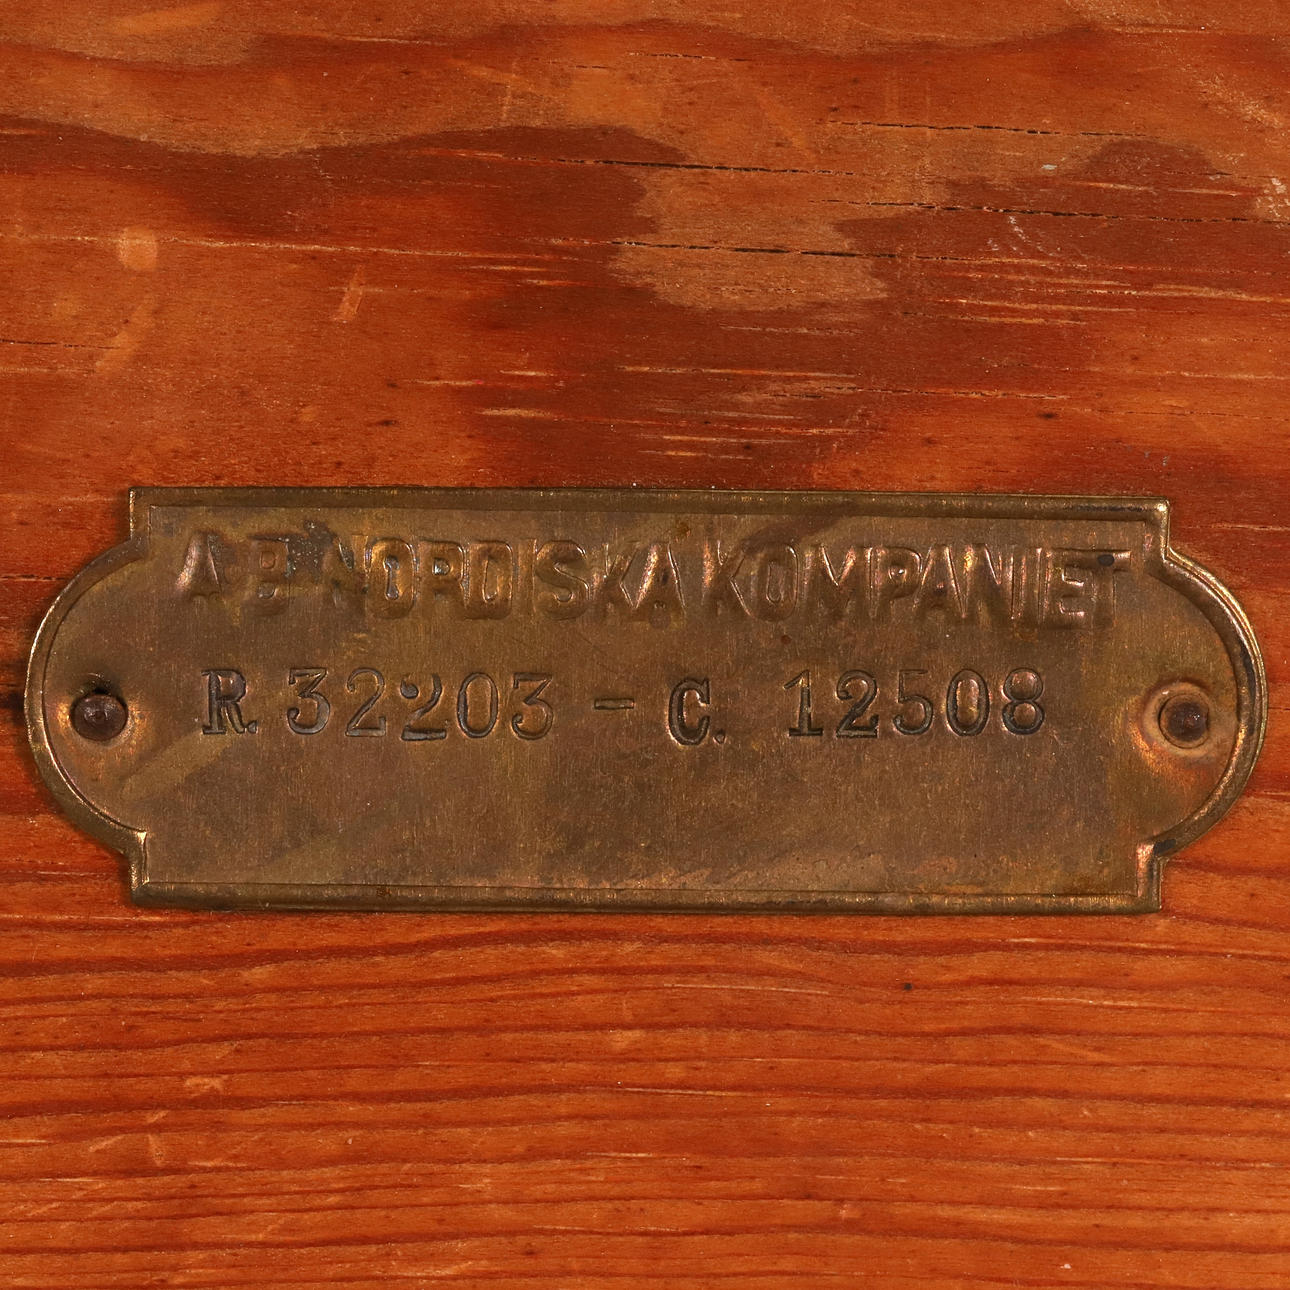 A.B. NORDISKA KOMPANIET
R. 32203 – C. 12508